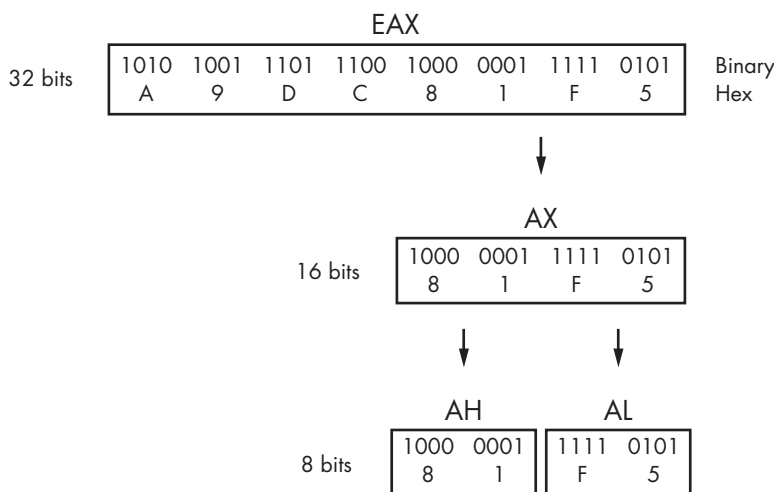 EAX
32 bits
1010 1001 1101 1100 1000 0001 1111 0101 Binary
A 9 D C 8 1 F 5 Hex
AX
16 bits
1000 0001 1111 0101
8 1 F 5
AH AL
8 bits
1000 0001 1111 0101
8 1 F 5